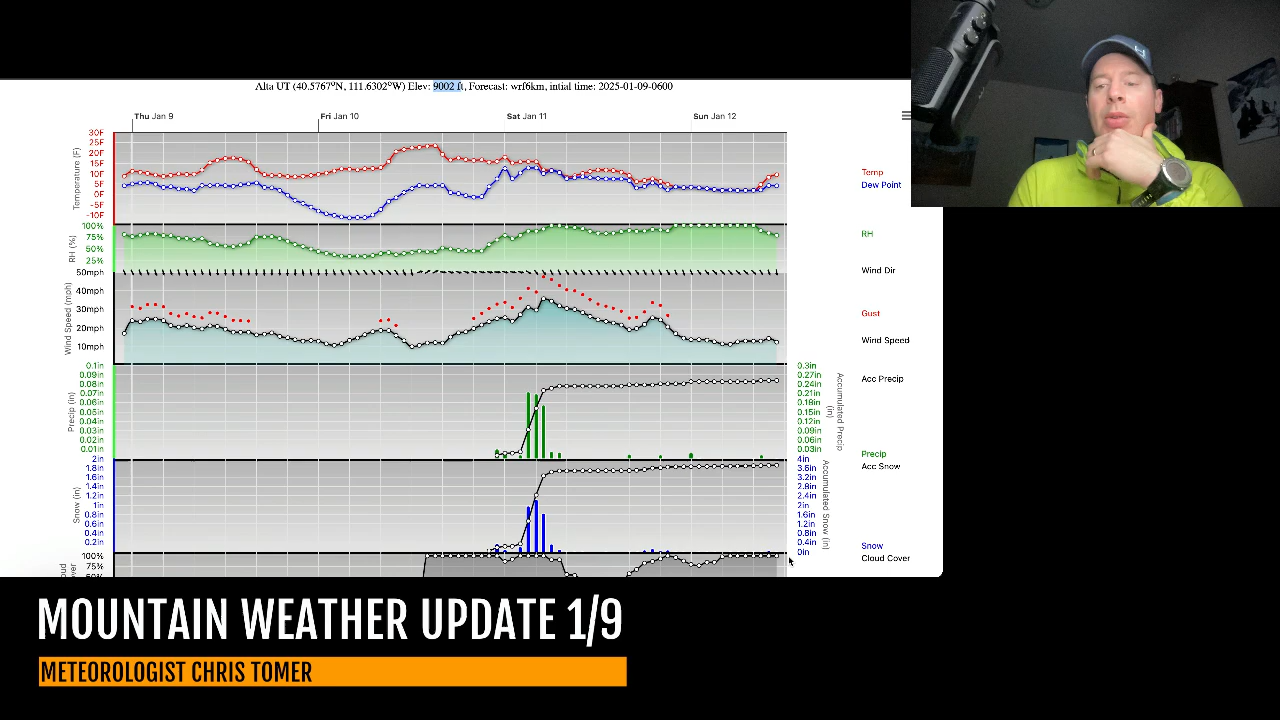 Alta UT (40.5767°N, 111.6302°W) Elev: 9002 ft, Forecast: wrf6km, intial time: 2025-01-09-0600
Thu Jan 9
Fri Jan 10
Sat Jan 11
Sun Jan 12
Temperature (F)
30F
25F
20F
15F
10F
5F
0F
-5F
-10F
Temp
Dew Point
RH (%)
100%
75%
50%
25%
RH
Wind Dir
Wind Speed (mph)
50mph
40mph
30mph
20mph
10mph
Gust
Wind Speed
Precip (in)
0.1in
0.09in
0.08in
0.07in
0.06in
0.05in
0.04in
0.03in
0.02in
0.01in
0.3in
0.27in
0.24in
0.21in
0.18in
0.15in
0.12in
0.09in
0.06in
0.03in
Accumulated Precip
(in)
Acc Precip
Precip
Snow (in)
2in
1.8in
1.6in
1.4in
1.2in
1in
0.8in
0.6in
0.4in
0.2in
4in
3.6in
3.2in
2.8in
2.4in
2in
1.6in
1.2in
0.8in
0.4in
0in
Accumulated Snow (in)
Acc Snow
Snow
Cloud Cover
100%
75%
MOUNTAIN WEATHER UPDATE 1/9
METEOROLOGIST CHRIS TOMER